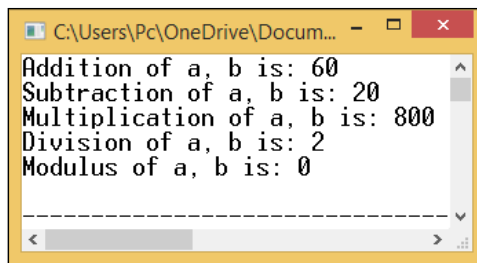 C:\Users\Pc\OneDrive\Docum...
Addition of a, b is: 60
Subtraction of a, b is: 20
Multiplication of a, b is: 800
Division of a, b is: 2
Modulus of a, b is: 0
--------------------------------